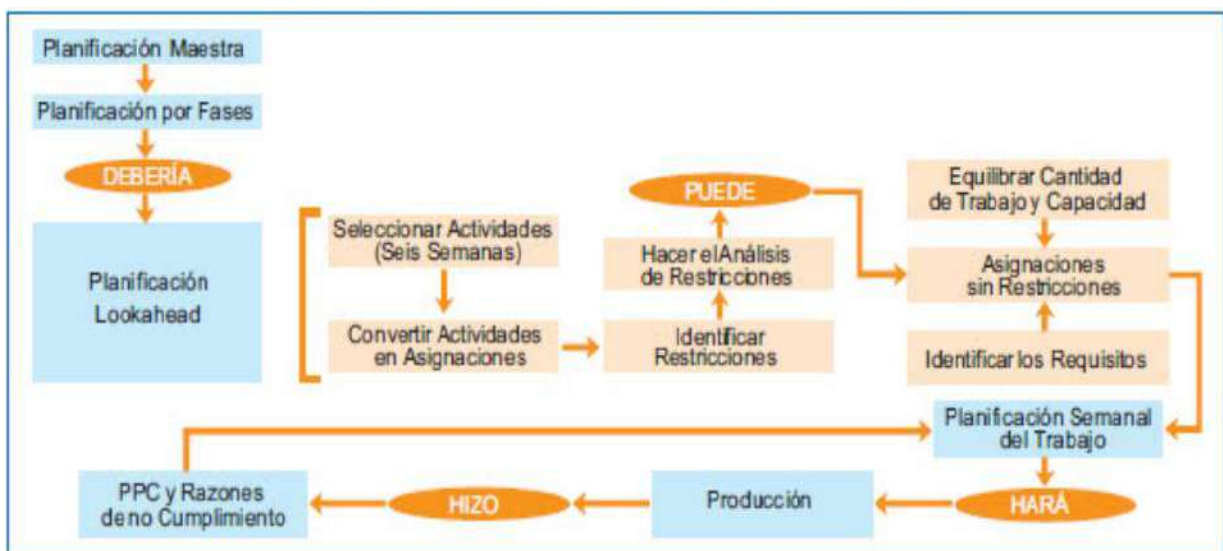 Planificación Maestra
Planificación por Fases
DEBERÍA
Planificación
Lookahead
Seleccionar Actividades
(Seis Semanas)
Convertir Actividades
en Asignaciones
Identificar
Restricciones
Hacer el Análisis
de Restricciones
PUEDE
Equilibrar Cantidad
de Trabajo y Capacidad
Asignaciones
sin Restricciones
Identificar los Requisitos
Planificación Semanal
del Trabajo
HARÁ
Producción
HIZO
PPC y Razones
de no Cumplimiento